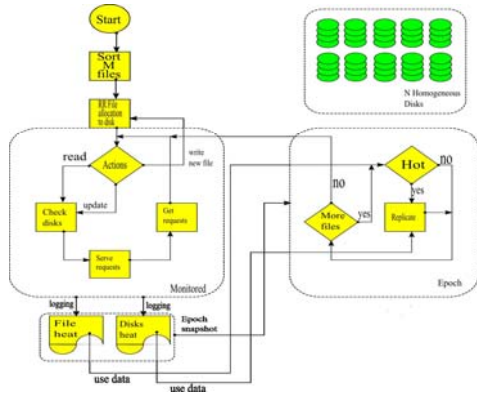 Start
Sort
M
files
R.R.File
allocation
to disk
N Homogeneous
Disks
Actions
read
write
new file
update
Check
disks
Get
requests
Serve
requests
Monitored
Hot
no
yes
no
More
files
yes
Replicate
Epoch
logging
logging
File
heat
Disks
heat
Epoch
snapshot
use data
use data